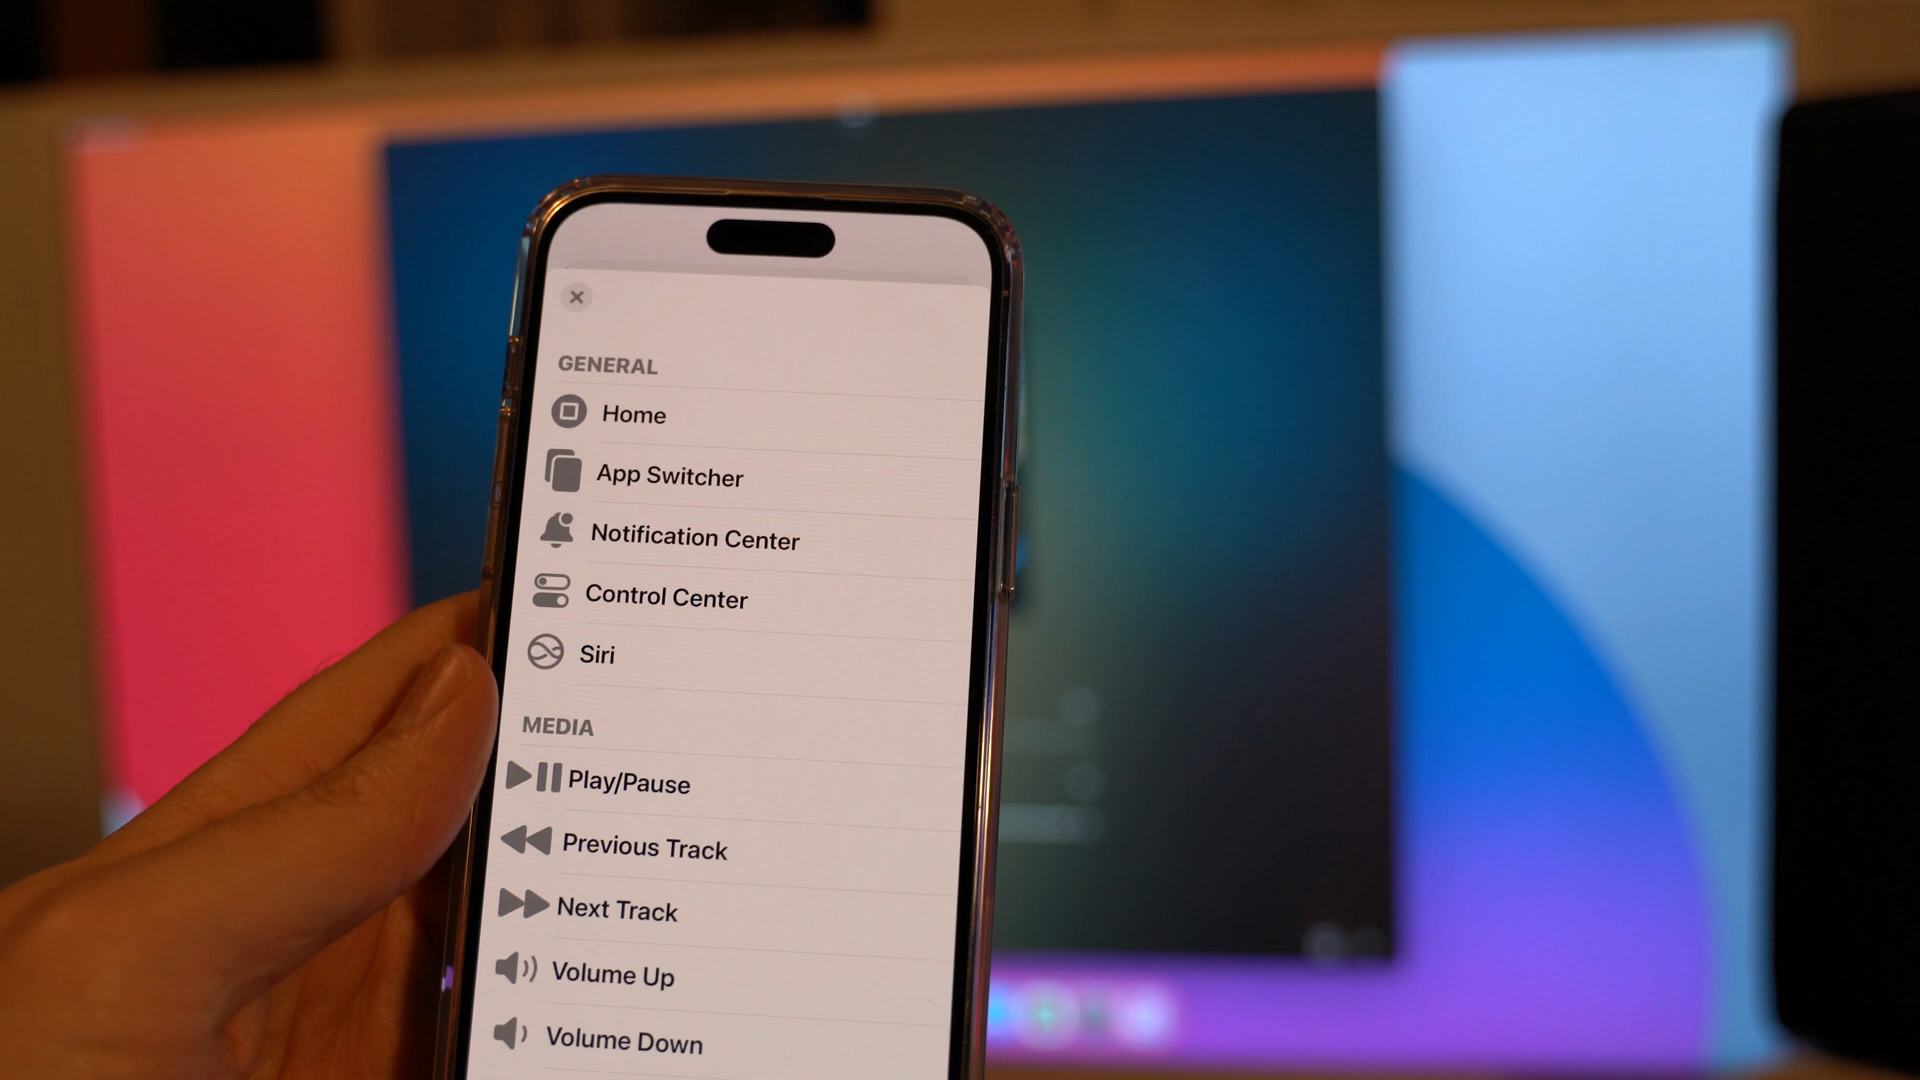 GENERAL
Home
App Switcher
Notification Center
Control Center
Siri
MEDIA
Play/Pause
Previous Track
Next Track
Volume Up
Volume Down